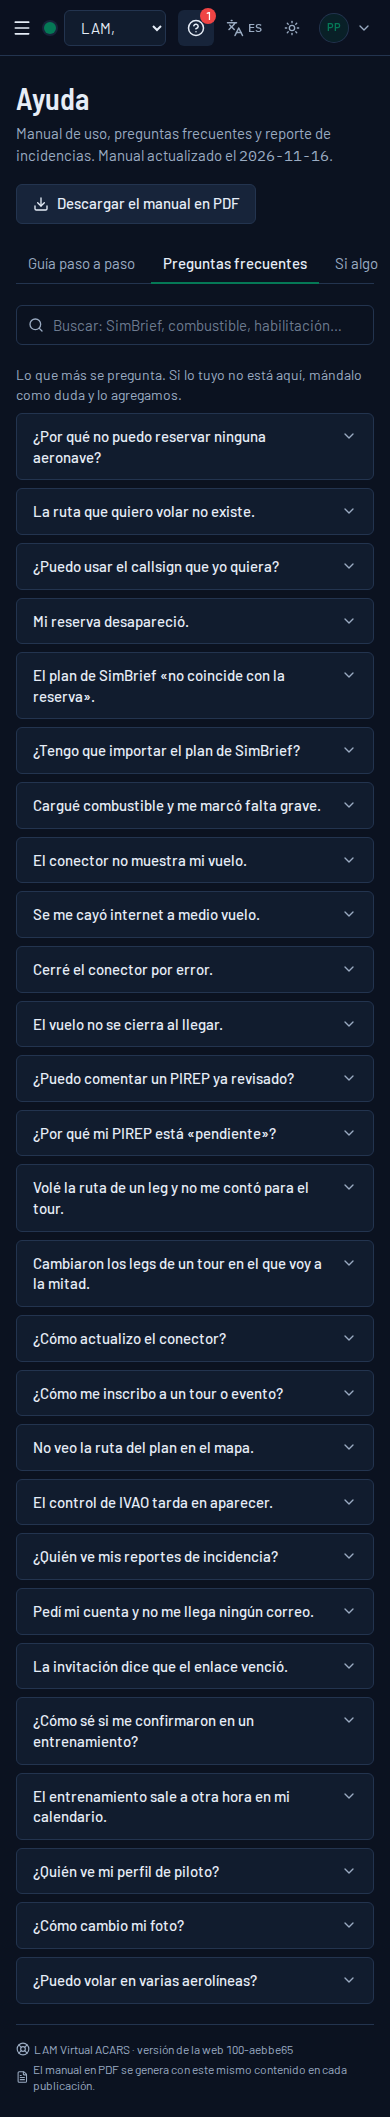 LAM,
1
ES
PP
Ayuda
Manual de uso, preguntas frecuentes y reporte de
incidencias. Manual actualizado el 2026-11-16.
Descargar el manual en PDF
Guía paso a paso
Preguntas frecuentes
Si algo
Buscar: SimBrief, combustible, habilitación...
Lo que más se pregunta. Si lo tuyo no está aquí, mándalo
como duda y lo agregamos.
¿Por qué no puedo reservar ninguna
aeronave?
La ruta que quiero volar no existe.
¿Puedo usar el callsign que yo quiera?
Mi reserva desapareció.
El plan de SimBrief «no coincide con la
reserva».
¿Tengo que importar el plan de SimBrief?
Cargué combustible y me marcó falta grave.
El conector no muestra mi vuelo.
Se me cayó internet a medio vuelo.
Cerré el conector por error.
El vuelo no se cierra al llegar.
¿Puedo comentar un PIREP ya revisado?
¿Por qué mi PIREP está «pendiente»?
Volé la ruta de un leg y no me contó para el
tour.
Cambiaron los legs de un tour en el que voy a
la mitad.
¿Cómo actualizo el conector?
¿Cómo me inscribo a un tour o evento?
No veo la ruta del plan en el mapa.
El control de IVAO tarda en aparecer.
¿Quién ve mis reportes de incidencia?
Pedí mi cuenta y no me llega ningún correo.
La invitación dice que el enlace venció.
¿Cómo sé si me confirmaron en un
entrenamiento?
El entrenamiento sale a otra hora en mi
calendario.
¿Quién ve mi perfil de piloto?
¿Cómo cambio mi foto?
¿Puedo volar en varias aerolíneas?
LAM Virtual ACARS · versión de la web 100-aebbe65
El manual en PDF se genera con este mismo contenido en cada
publicación.